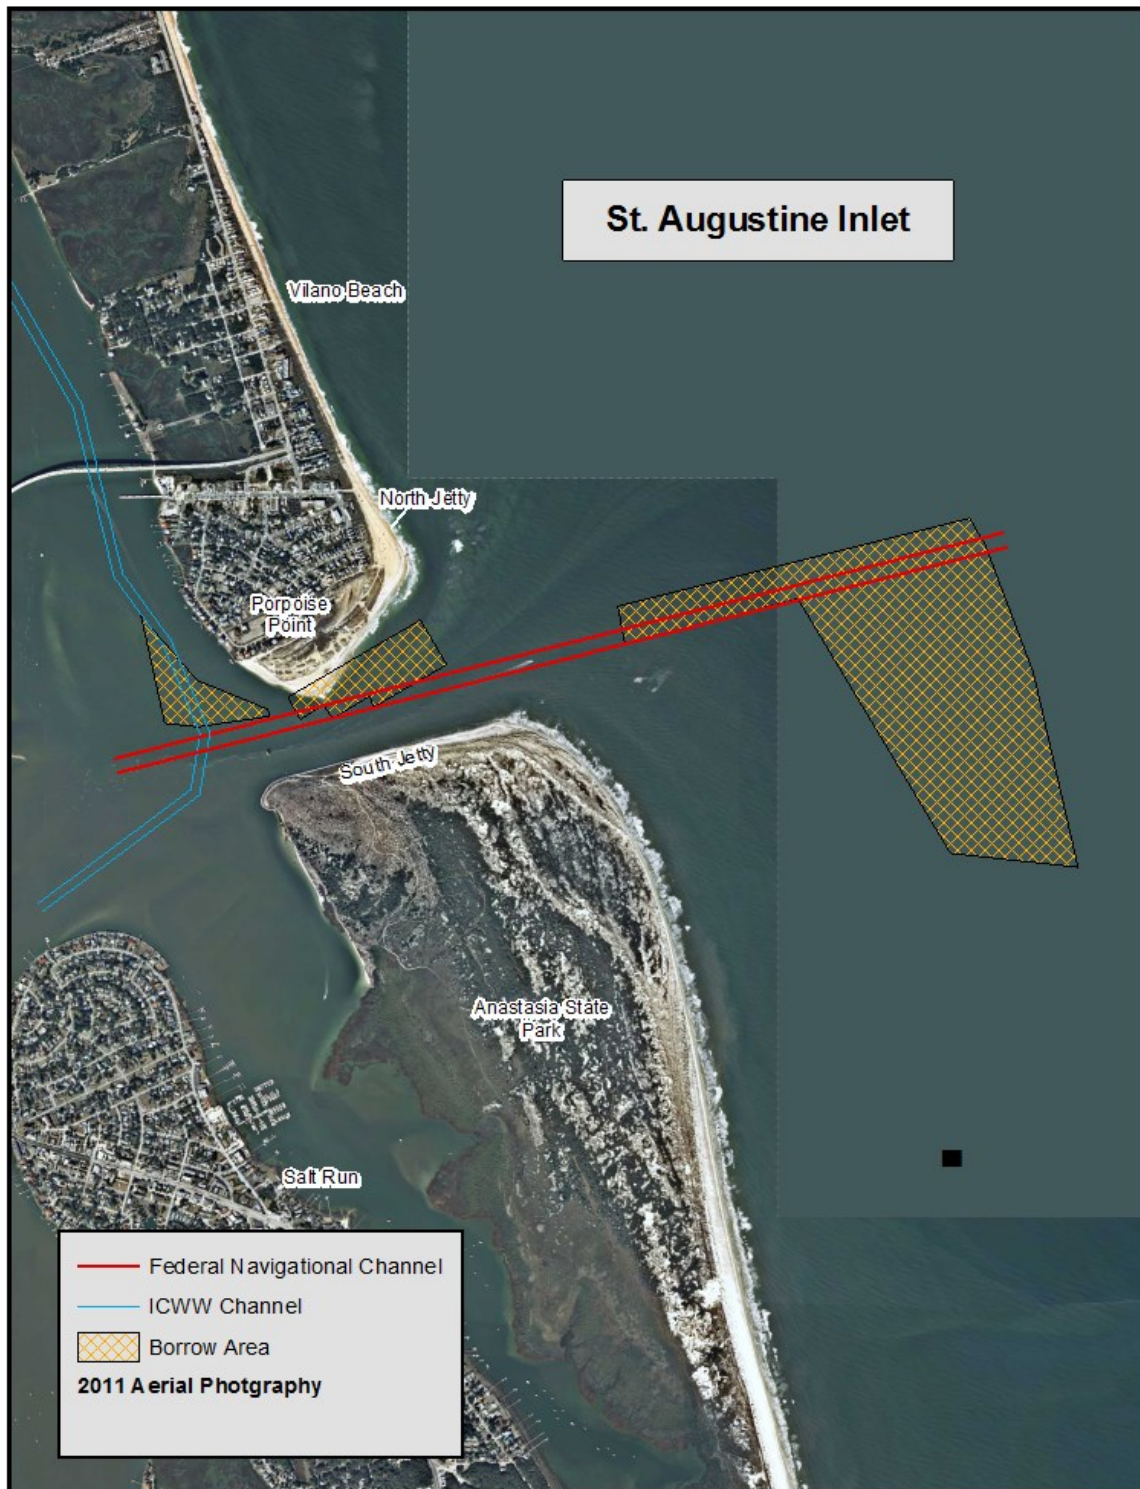 St. Augustine Inlet
Vilano Beach
North Jetty
Porpoise
Point
South Jetty
Anastasia State
Park
Salt Run
Federal Navigational Channel
ICWW Channel
Borrow Area
2011 Aerial Photgraphy